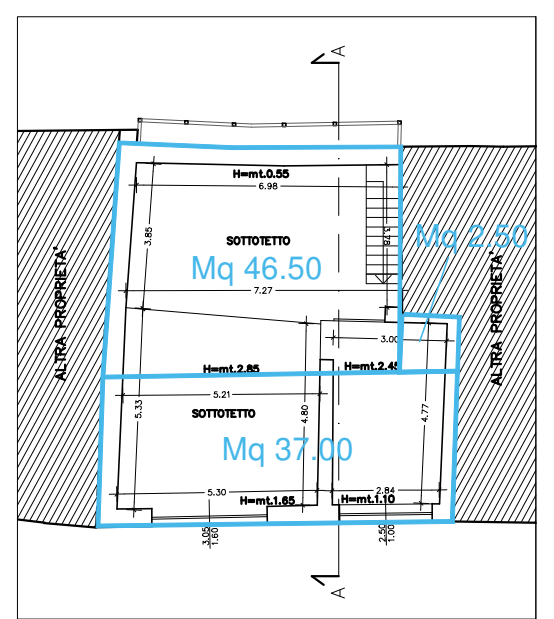 A
H=mt.0.55
6.98
3.85
3.78
SOTTOTETTO
Mq 2.50
Mq 46.50
7.27
ALTRA PROPRIETA'
ALTRA PROPRIETA'
3.00
H=mt.2.85
H=mt.2.45
5.21
SOTTOTETTO
5.33
4.80
4.77
Mq 37.00
5.30
2.84
H=mt.1.65
H=mt.1.10
3.05
1.60
2.50
1.00
A